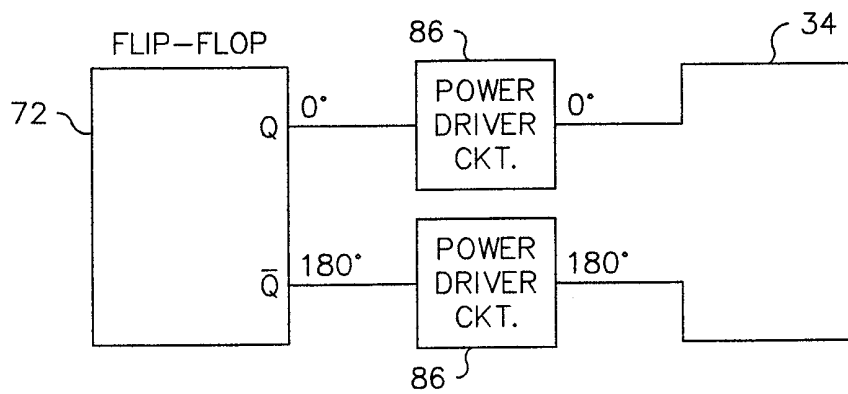 FLIP-FLOP
86
34
72
Q
0°
POWER
DRIVER
CKT.
0°
Q̅
180°
POWER
DRIVER
CKT.
180°
86